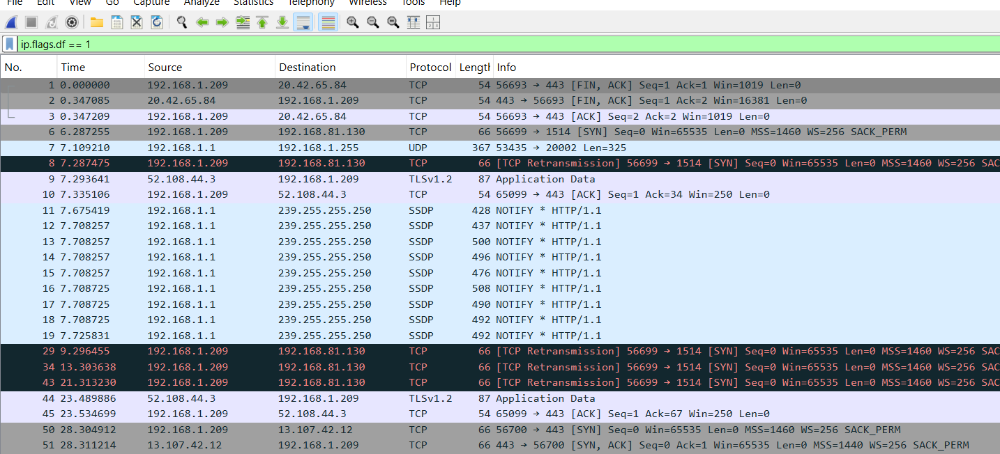 File Edit View Go Capture Analyze Statistics Telephony Wireless Tools Help
ip.flags.df == 1
No. Time Source Destination Protocol Length Info
1 0.000000 192.168.1.209 20.42.65.84 TCP 54 56693 → 443 [FIN, ACK] Seq=1 Ack=1 Win=1019 Len=0
2 0.347085 20.42.65.84 192.168.1.209 TCP 54 443 → 56693 [FIN, ACK] Seq=1 Ack=2 Win=16381 Len=0
3 0.347209 192.168.1.209 20.42.65.84 TCP 54 56693 → 443 [ACK] Seq=2 Ack=2 Win=1019 Len=0
6 6.287255 192.168.1.209 192.168.81.130 TCP 66 56699 → 1514 [SYN] Seq=0 Win=65535 Len=0 MSS=1460 WS=256 SACK_PERM
7 7.109210 192.168.1.1 192.168.1.255 UDP 367 53435 → 20002 Len=325
8 7.287475 192.168.1.209 192.168.81.130 TCP 66 [TCP Retransmission] 56699 → 1514 [SYN] Seq=0 Win=65535 Len=0 MSS=1460 WS=256 SAC
9 7.293641 52.108.44.3 192.168.1.209 TLSv1.2 87 Application Data
10 7.335106 192.168.1.209 52.108.44.3 TCP 54 65099 → 443 [ACK] Seq=1 Ack=34 Win=250 Len=0
11 7.675419 192.168.1.1 239.255.255.250 SSDP 428 NOTIFY * HTTP/1.1
12 7.708257 192.168.1.1 239.255.255.250 SSDP 437 NOTIFY * HTTP/1.1
13 7.708257 192.168.1.1 239.255.255.250 SSDP 500 NOTIFY * HTTP/1.1
14 7.708257 192.168.1.1 239.255.255.250 SSDP 496 NOTIFY * HTTP/1.1
15 7.708257 192.168.1.1 239.255.255.250 SSDP 476 NOTIFY * HTTP/1.1
16 7.708725 192.168.1.1 239.255.255.250 SSDP 508 NOTIFY * HTTP/1.1
17 7.708725 192.168.1.1 239.255.255.250 SSDP 490 NOTIFY * HTTP/1.1
18 7.708725 192.168.1.1 239.255.255.250 SSDP 492 NOTIFY * HTTP/1.1
19 7.725831 192.168.1.1 239.255.255.250 SSDP 492 NOTIFY * HTTP/1.1
29 9.296455 192.168.1.209 192.168.81.130 TCP 66 [TCP Retransmission] 56699 → 1514 [SYN] Seq=0 Win=65535 Len=0 MSS=1460 WS=256 SAC
34 13.303638 192.168.1.209 192.168.81.130 TCP 66 [TCP Retransmission] 56699 → 1514 [SYN] Seq=0 Win=65535 Len=0 MSS=1460 WS=256 SAC
43 21.313230 192.168.1.209 192.168.81.130 TCP 66 [TCP Retransmission] 56699 → 1514 [SYN] Seq=0 Win=65535 Len=0 MSS=1460 WS=256 SAC
44 23.489886 52.108.44.3 192.168.1.209 TLSv1.2 87 Application Data
45 23.534699 192.168.1.209 52.108.44.3 TCP 54 65099 → 443 [ACK] Seq=1 Ack=67 Win=250 Len=0
50 28.304912 192.168.1.209 13.107.42.12 TCP 66 56700 → 443 [SYN] Seq=0 Win=65535 Len=0 MSS=1460 WS=256 SACK_PERM
51 28.311214 13.107.42.12 192.168.1.209 TCP 66 443 → 56700 [SYN, ACK] Seq=0 Ack=1 Win=65535 Len=0 MSS=1440 WS=256 SACK_PERM